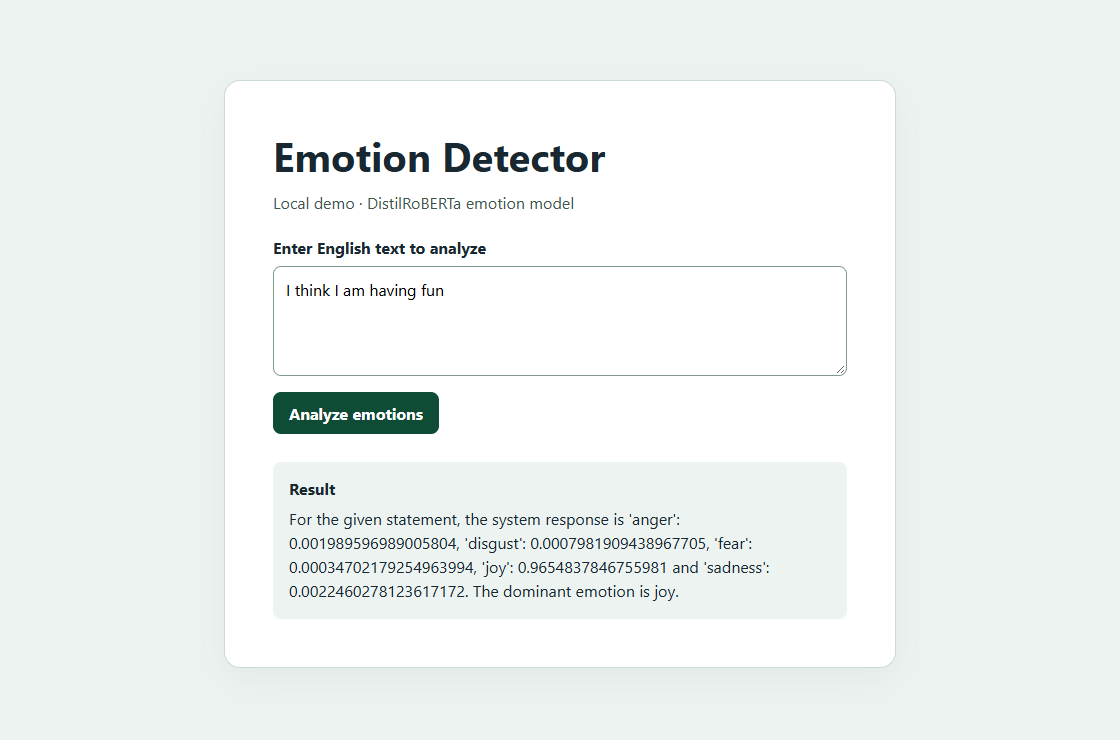 Emotion Detector
Local demo · DistilRoBERTa emotion model
Enter English text to analyze
I think I am having fun
Analyze emotions
Result
For the given statement, the system response is 'anger':
0.001989596989005804, 'disgust': 0.0007981909438967705, 'fear':
0.00034702179254963994, 'joy': 0.9654837846755981 and 'sadness':
0.0022460278123617172. The dominant emotion is joy.